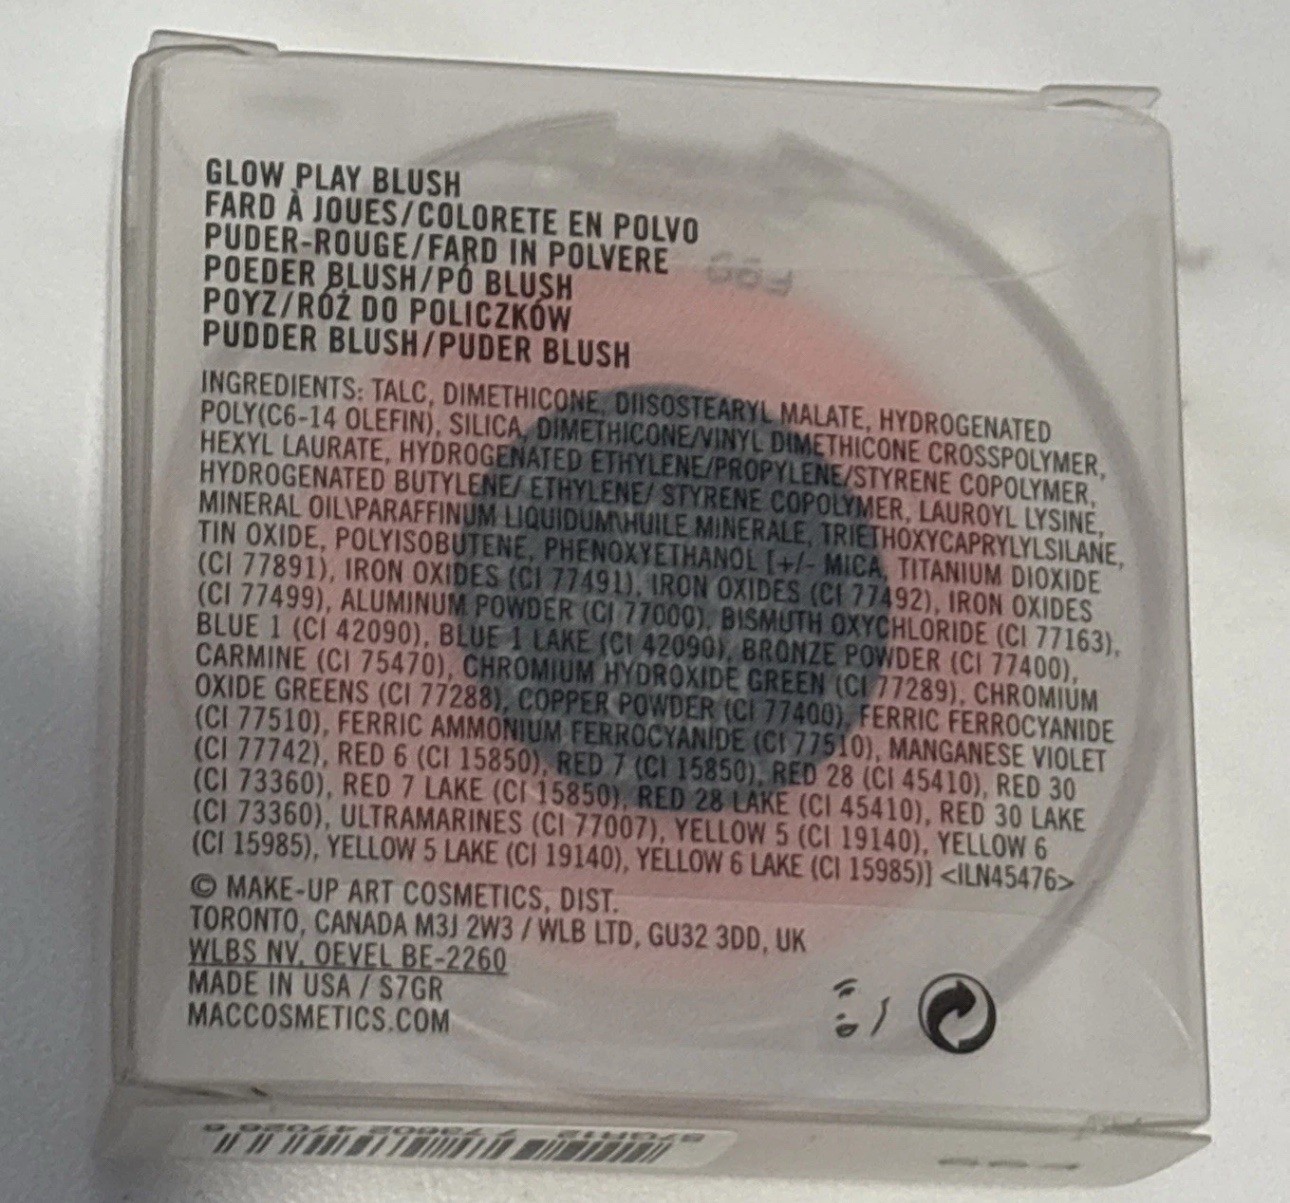 GLOW PLAY BLUSH
FARD À JOUES/COLORETE EN POLVO
PUDER-ROUGE/FARD IN POLVERE
POEDER BLUSH/PÓ BLUSH
POYZ/RÓŻ DO POLICZKÓW
PUDDER BLUSH/PUDER BLUSH
INGREDIENTS: TALC, DIMETHICONE, DIISOSTEARYL MALATE, HYDROGENATED
POLY(C6-14 OLEFIN), SILICA, DIMETHICONE/VINYL DIMETHICONE CROSSPOLYMER,
HEXYL LAURATE, HYDROGENATED ETHYLENE/PROPYLENE/STYRENE COPOLYMER,
HYDROGENATED BUTYLENE/ ETHYLENE/ STYRENE COPOLYMER, LAUROYL LYSINE,
MINERAL OIL\PARAFFINUM LIQUIDUM\HUILE MINERALE, TRIETHOXYCAPRYLYLSILANE,
TIN OXIDE, POLYISOBUTENE, PHENOXYETHANOL [+/- MICA, TITANIUM DIOXIDE
(CI 77891), IRON OXIDES (CI 77491), IRON OXIDES (CI 77492), IRON OXIDES
(CI 77499), ALUMINUM POWDER (CI 77000), BISMUTH OXYCHLORIDE (CI 77163),
BLUE 1 (CI 42090), BLUE 1 LAKE (CI 42090), BRONZE POWDER (CI 77400),
CARMINE (CI 75470), CHROMIUM HYDROXIDE GREEN (CI 77289), CHROMIUM
OXIDE GREENS (CI 77288), COPPER POWDER (CI 77400), FERRIC FERROCYANIDE
(CI 77510), FERRIC AMMONIUM FERROCYANIDE (CI 77510), MANGANESE VIOLET
(CI 77742), RED 6 (CI 15850), RED 7 (CI 15850), RED 28 (CI 45410), RED 30
(CI 73360), RED 7 LAKE (CI 15850), RED 28 LAKE (CI 45410), RED 30 LAKE
(CI 73360), ULTRAMARINES (CI 77007), YELLOW 5 (CI 19140), YELLOW 6
(CI 15985), YELLOW 5 LAKE (CI 19140), YELLOW 6 LAKE (CI 15985)] <ILN45476>
© MAKE-UP ART COSMETICS, DIST.
TORONTO, CANADA M3J 2W3 / WLB LTD, GU32 3DD, UK
WLBS NV, OEVEL BE-2260
MADE IN USA / S7GR
MACCOSMETICS.COM